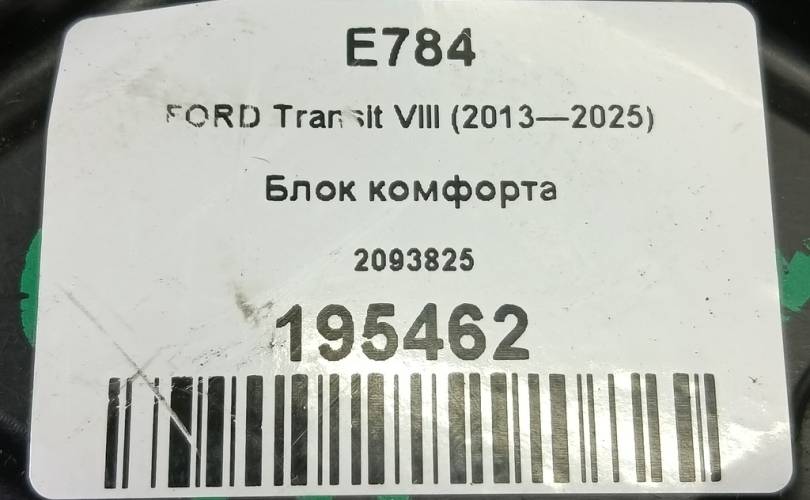 E784
FORD Transit VIII (2013—2025)
Блок комфорта
2093825
195462